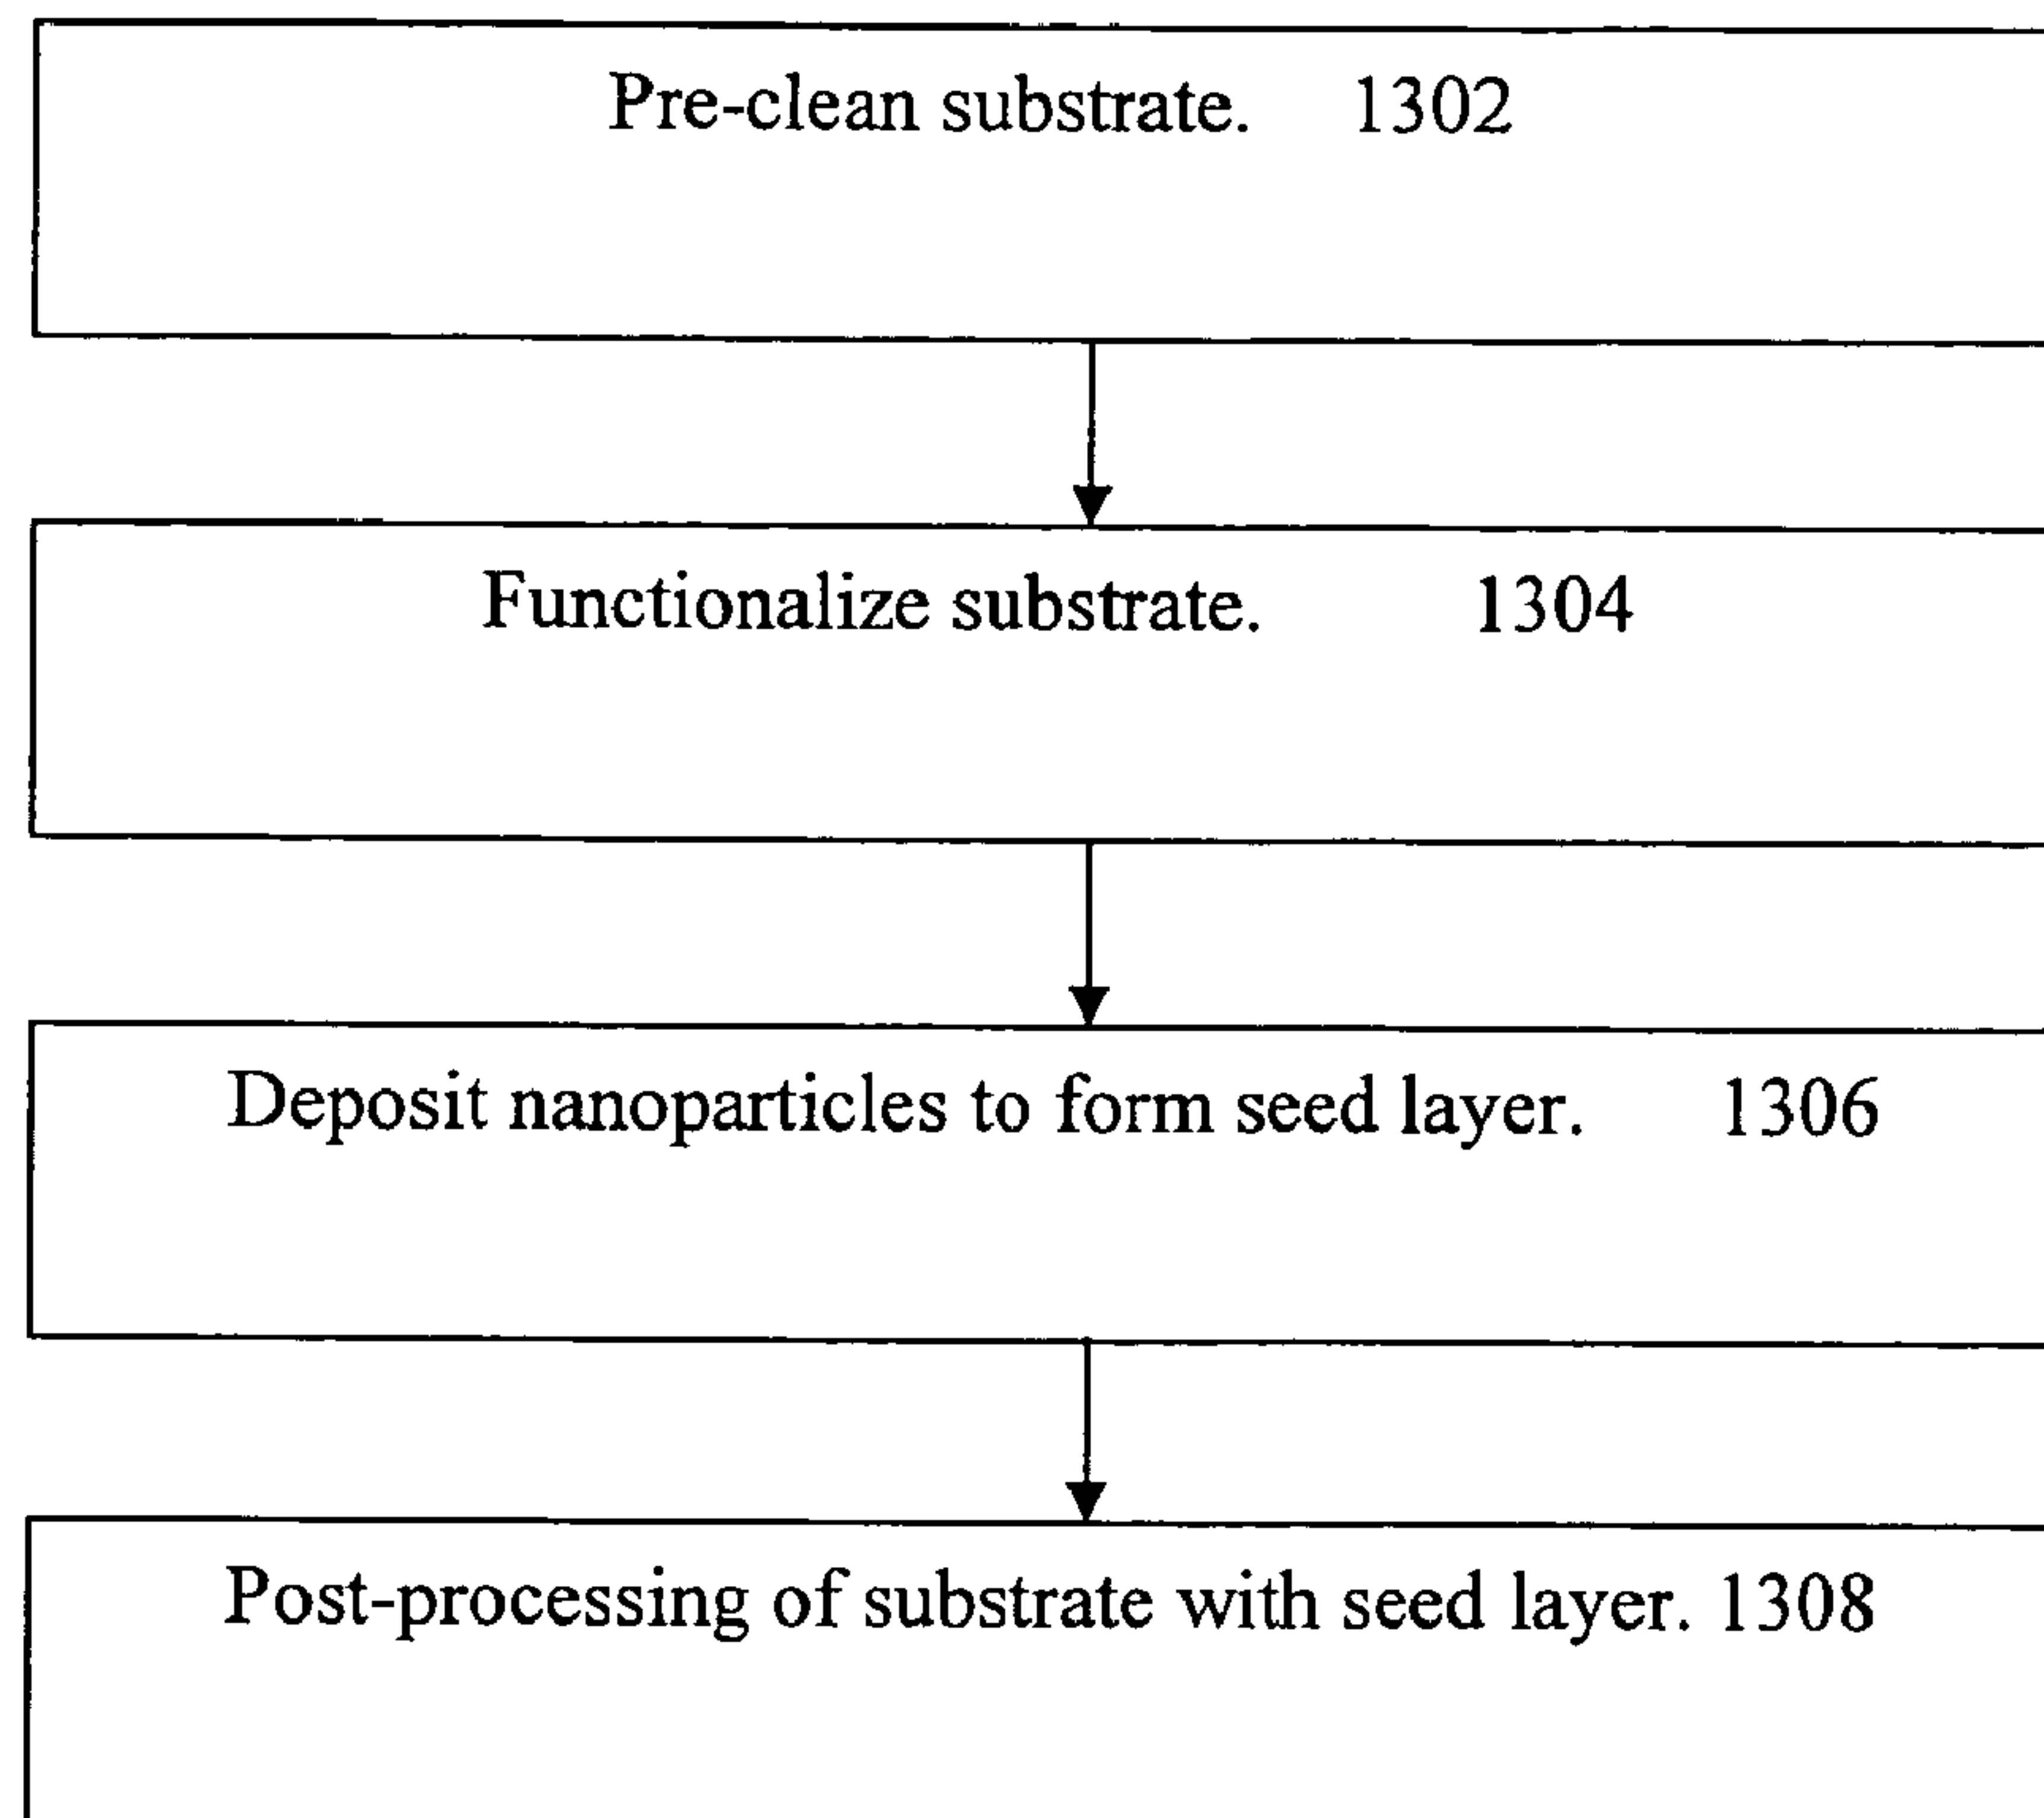 Pre-clean substrate. 1302
Functionalize substrate. 1304
Deposit nanoparticles to form seed layer. 1306
Post-processing of substrate with seed layer. 1308